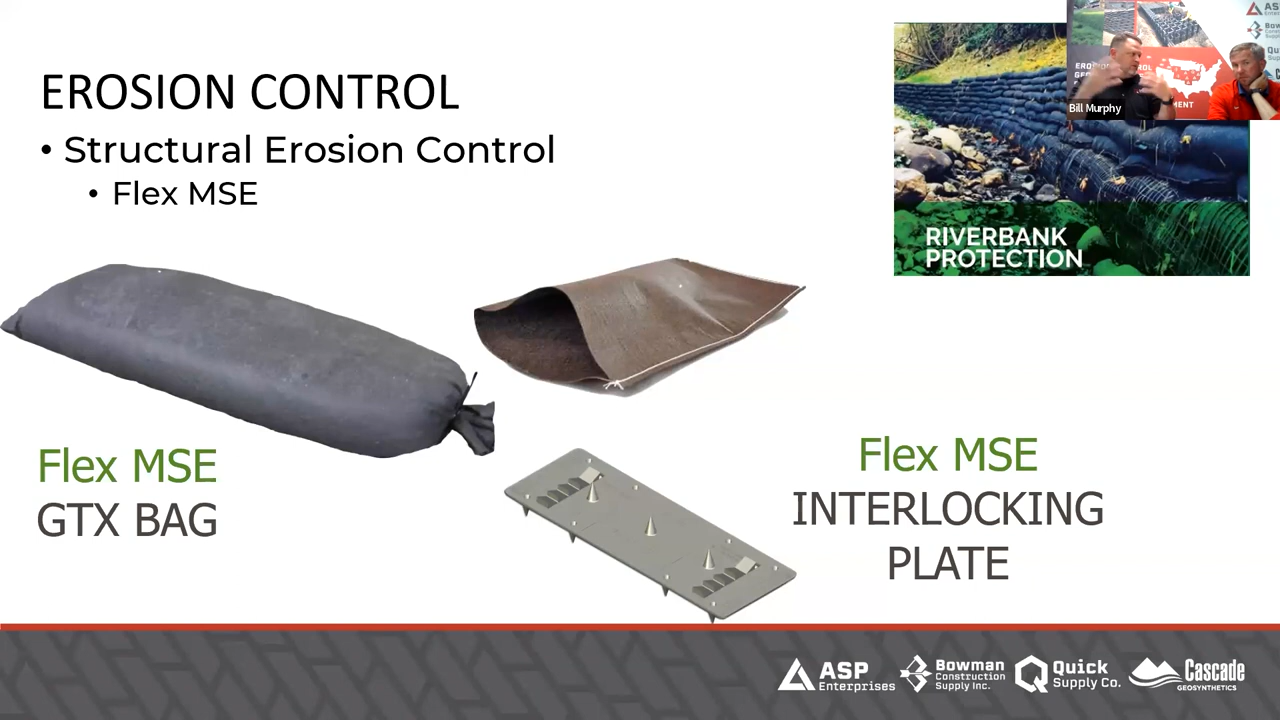 EROSION CONTROL
• Structural Erosion Control
• Flex MSE
RIVERBANK
PROTECTION
Bill Murphy
Flex MSE
GTX BAG
Flex MSE
INTERLOCKING
PLATE
ASP
Enterprises
Bowman
Construction
Supply Inc.
Quick
Supply Co.
Cascade
GEOSYNTHETICS